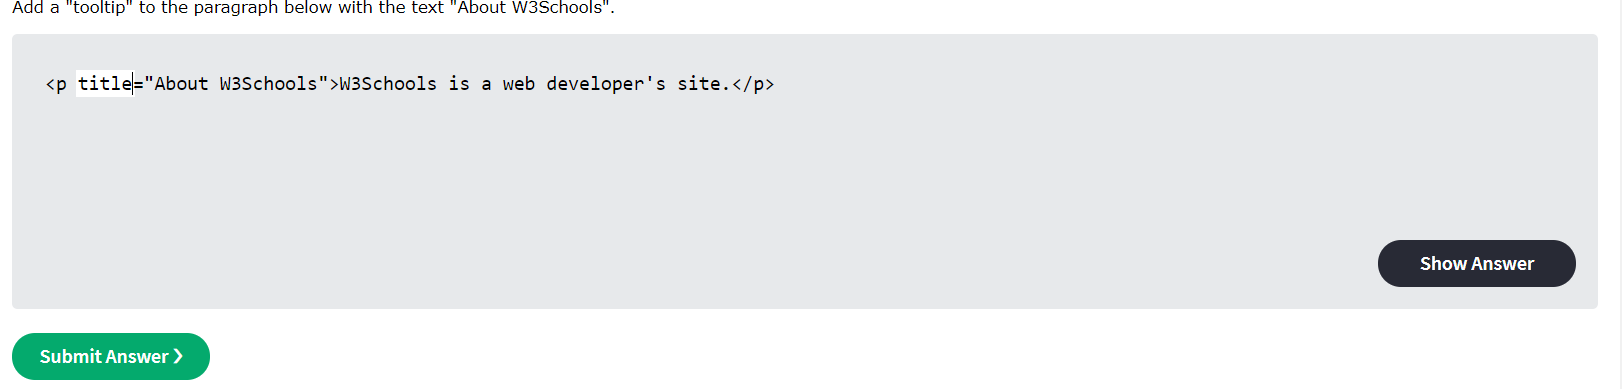 Add a "tooltip" to the paragraph below with the text "About W3Schools".
<p title="About W3Schools">W3Schools is a web developer's site.</p>
Show Answer
Submit Answer ❯